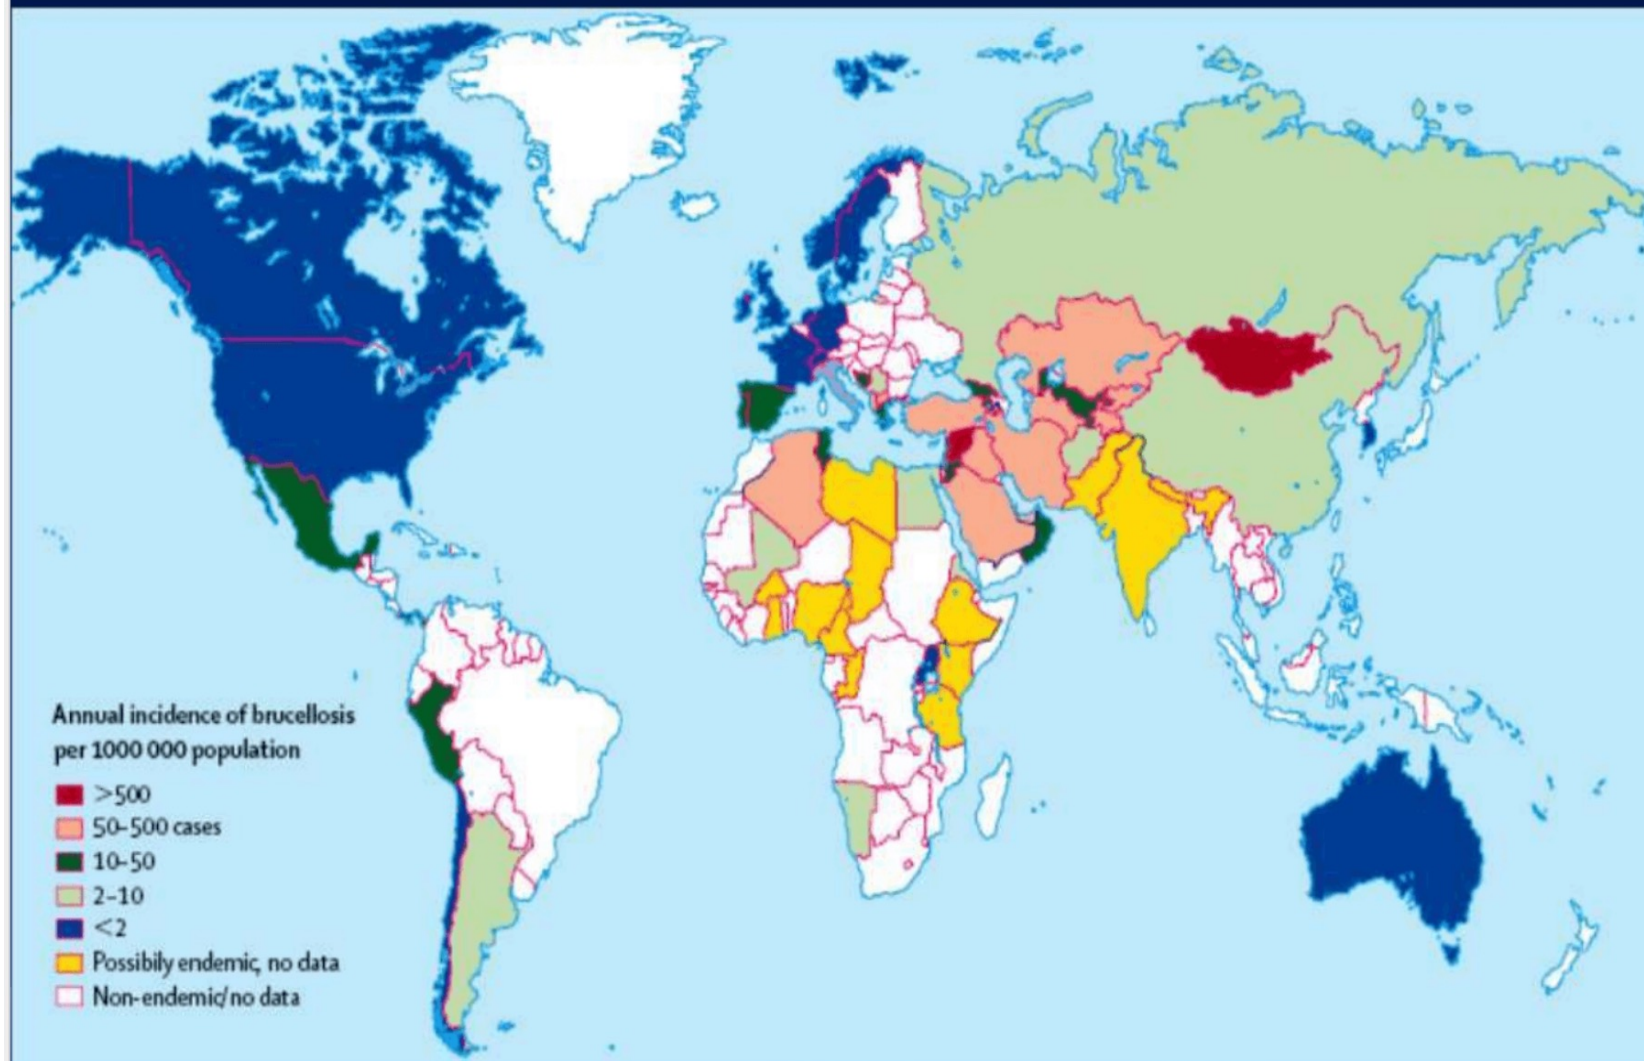 Annual incidence of brucellosis
per 1000 000 population
>500
50–500 cases
10–50
2–10
<2
Possibily endemic, no data
Non-endemic/no data